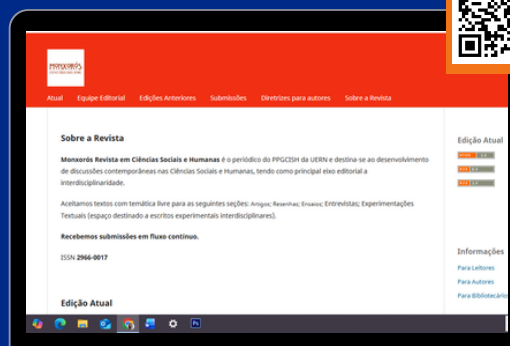 MONXORÓS
Atual Equipe Editorial Edições Anteriores Submissões Diretrizes para autores Sobre a Revista
Sobre a Revista
Monxorós Revista em Ciências Sociais e Humanas é o periódico do PPGCISH da UERN e destina-se ao desenvolvimento
de discussões contemporâneas nas Ciências Sociais e Humanas, tendo como principal eixo editorial a
interdisciplinaridade.
Aceitamos textos com temática livre para as seguintes seções: Artigos; Resenhas; Ensaios; Entrevistas; Experimentações
Textuais (espaço destinado a escritos experimentais interdisciplinares).
Recebemos submissões em fluxo contínuo.
ISSN 2966-0017
Edição Atual
Edição Atual
Informações
Para Leitores
Para Autores
Para Bibliotecários